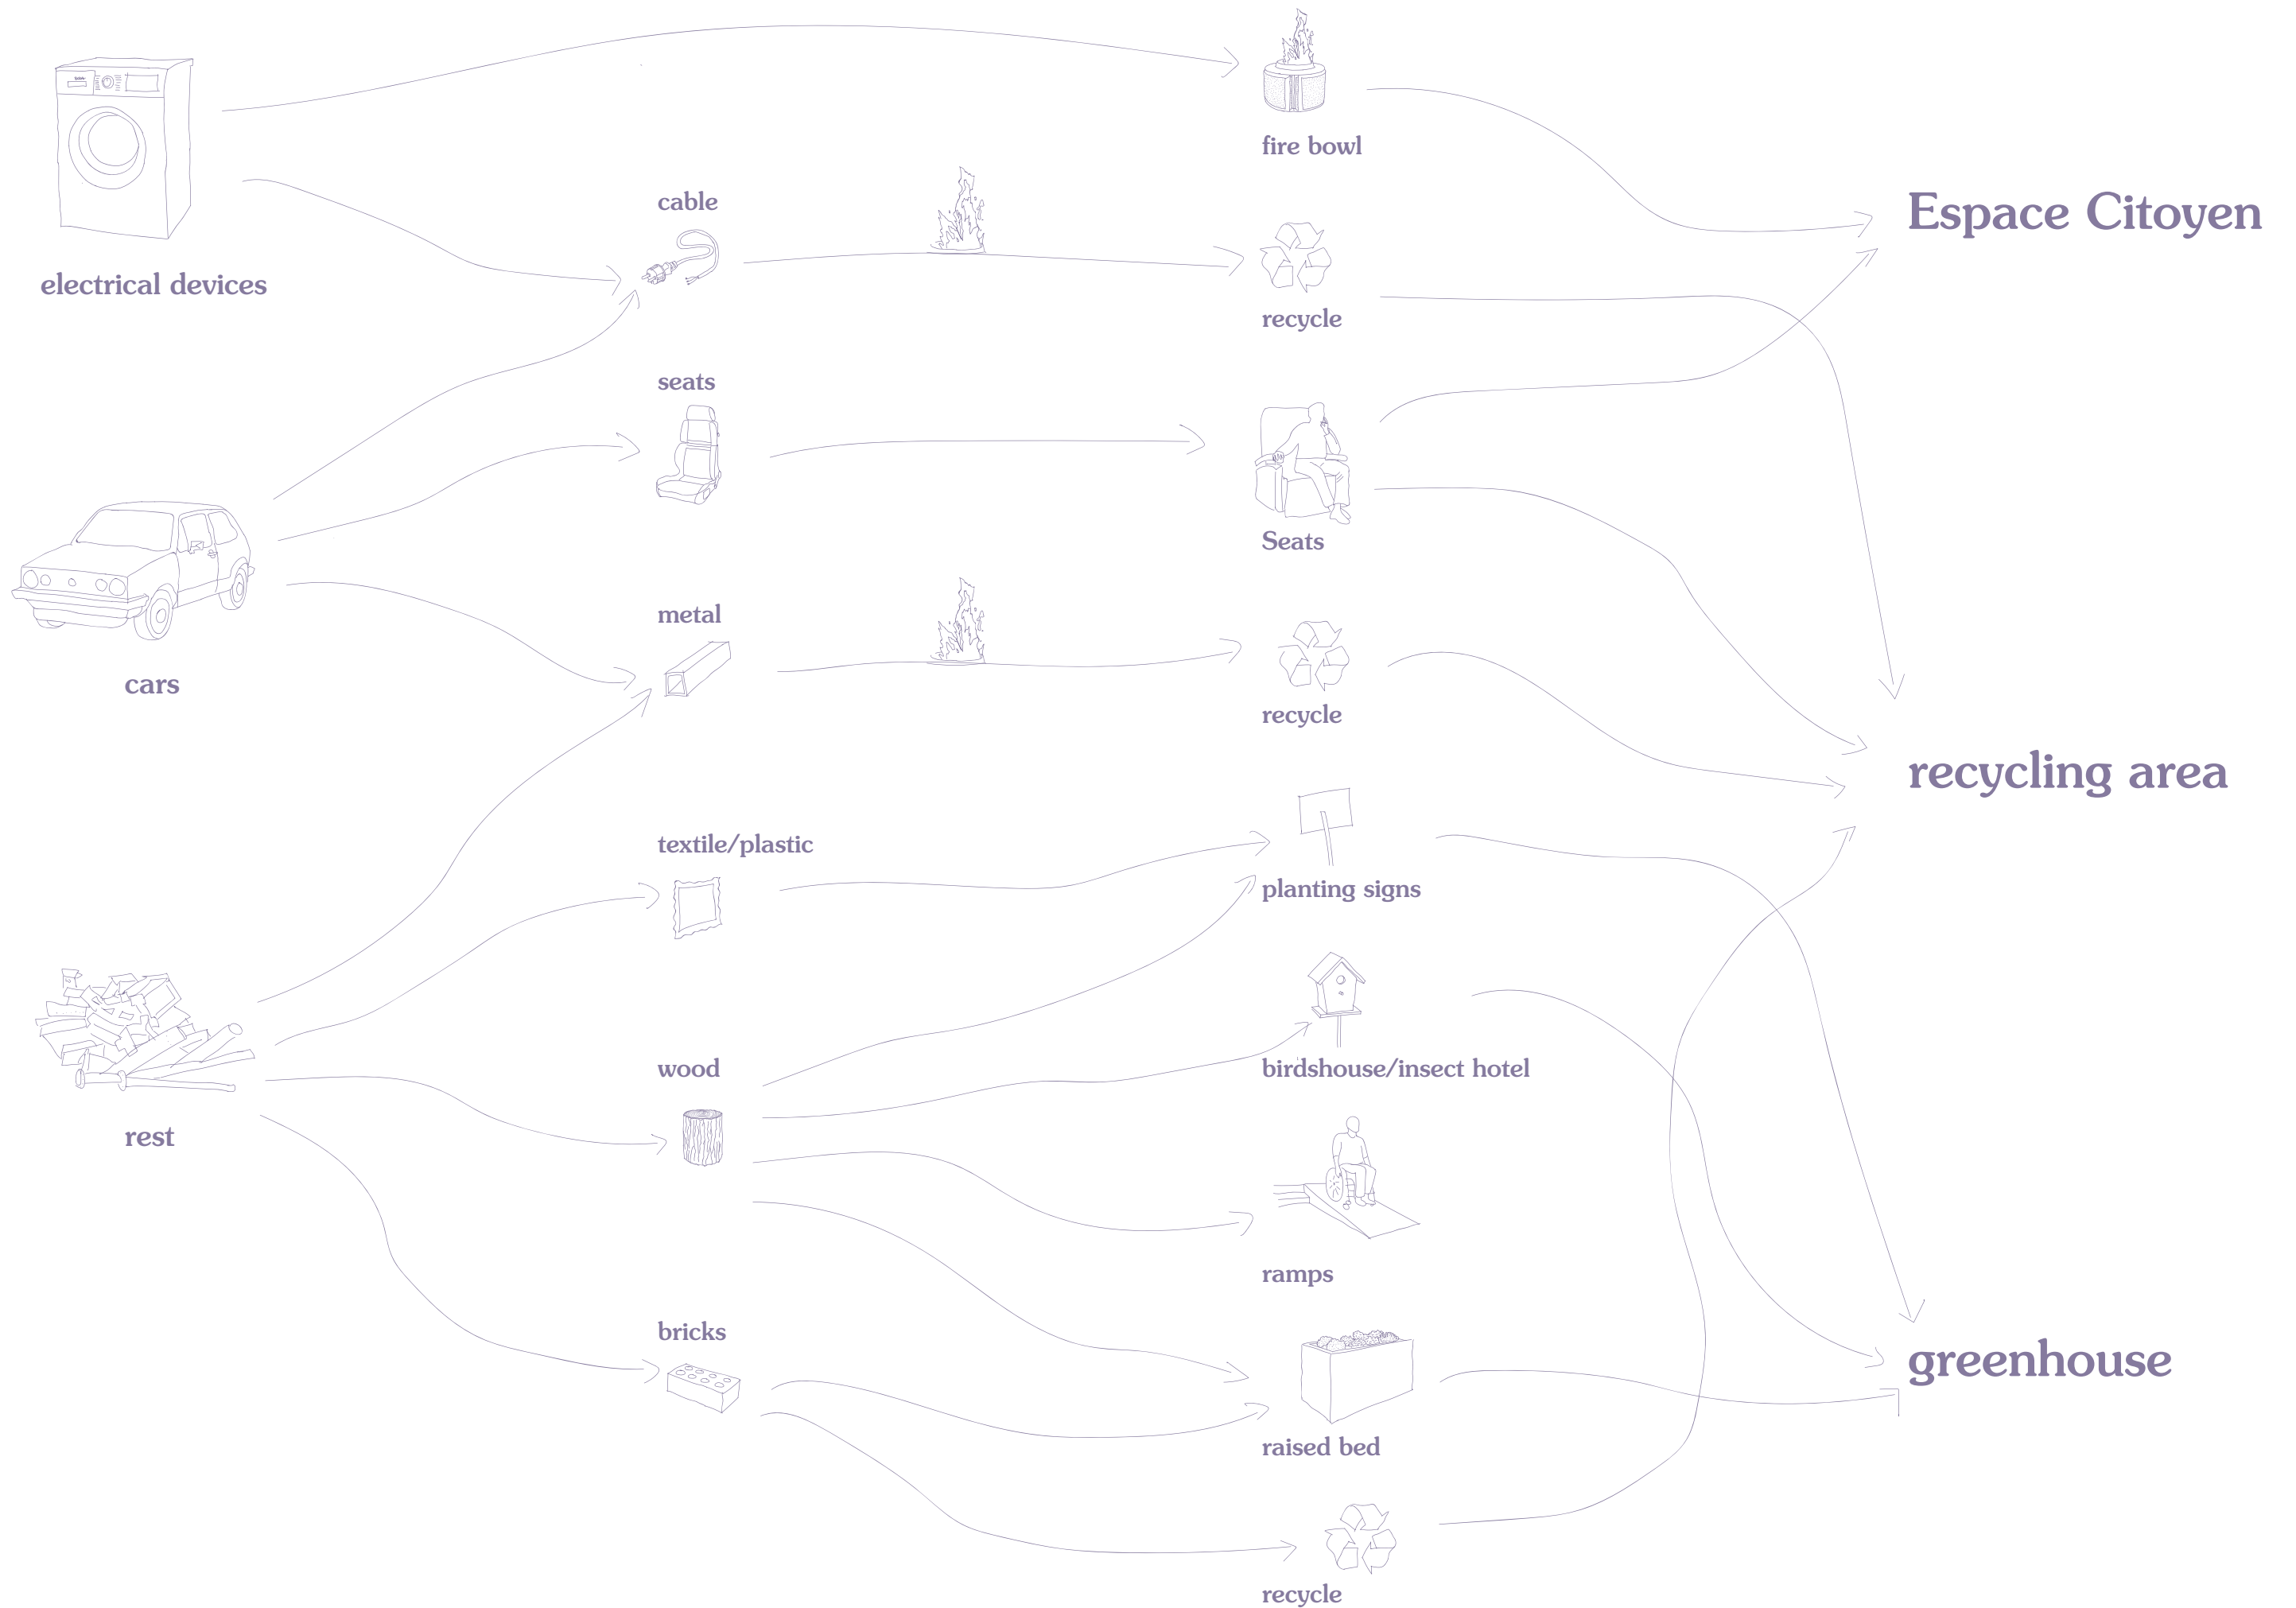 electrical devices
cars
rest
cable
seats
metal
textile/plastic
wood
bricks
fire bowl
recycle
Seats
recycle
planting signs
birdshouse/insect hotel
ramps
raised bed
recycle
Espace Citoyen
recycling area
greenhouse